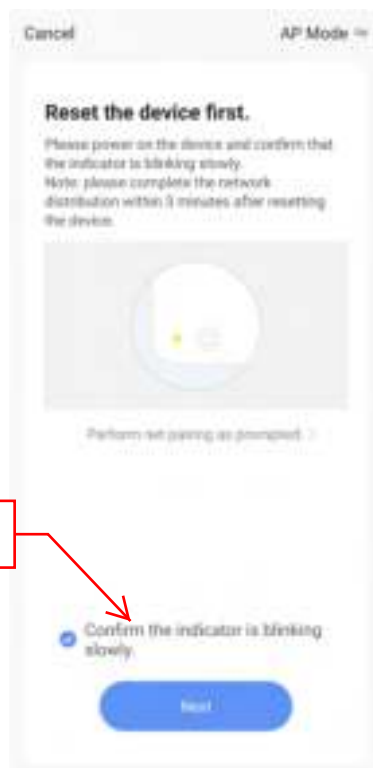 Cancel AP Mode
Reset the device first.
Please power on the device and confirm that
the indicator is blinking slowly.
Note: please complete the network
distribution within 3 minutes after resetting
the device.
Perform net pairing as prompted. >
Confirm the indicator is blinking
slowly.
Next